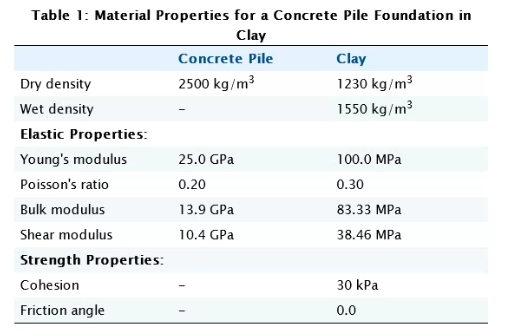 Table 1: Material Properties for a Concrete Pile Foundation in
Clay
Concrete Pile Clay
Dry density 2500 kg/m³ 1230 kg/m³
Wet density – 1550 kg/m³
Elastic Properties:
Young's modulus 25.0 GPa 100.0 MPa
Poisson's ratio 0.20 0.30
Bulk modulus 13.9 GPa 83.33 MPa
Shear modulus 10.4 GPa 38.46 MPa
Strength Properties:
Cohesion – 30 kPa
Friction angle – 0.0